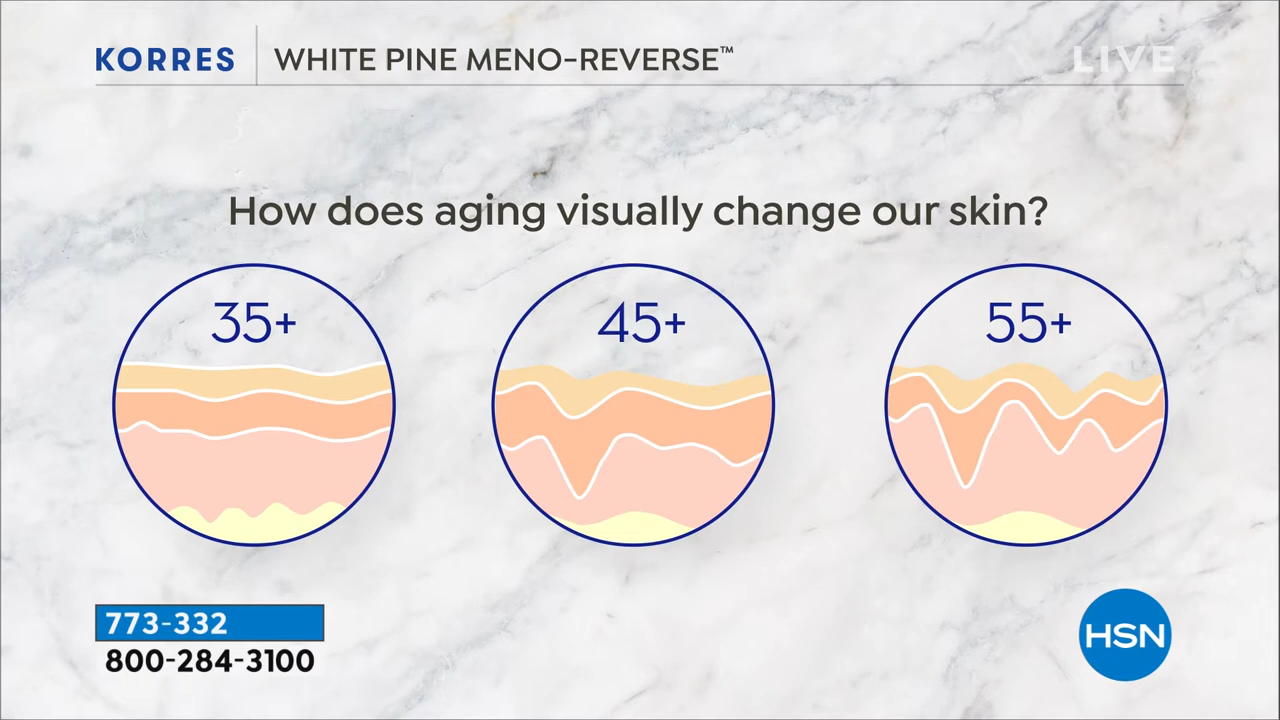 KORRES
WHITE PINE MENO-REVERSE™
LIVE
How does aging visually change our skin?
35+
45+
55+
773-332
800-284-3100
HSN